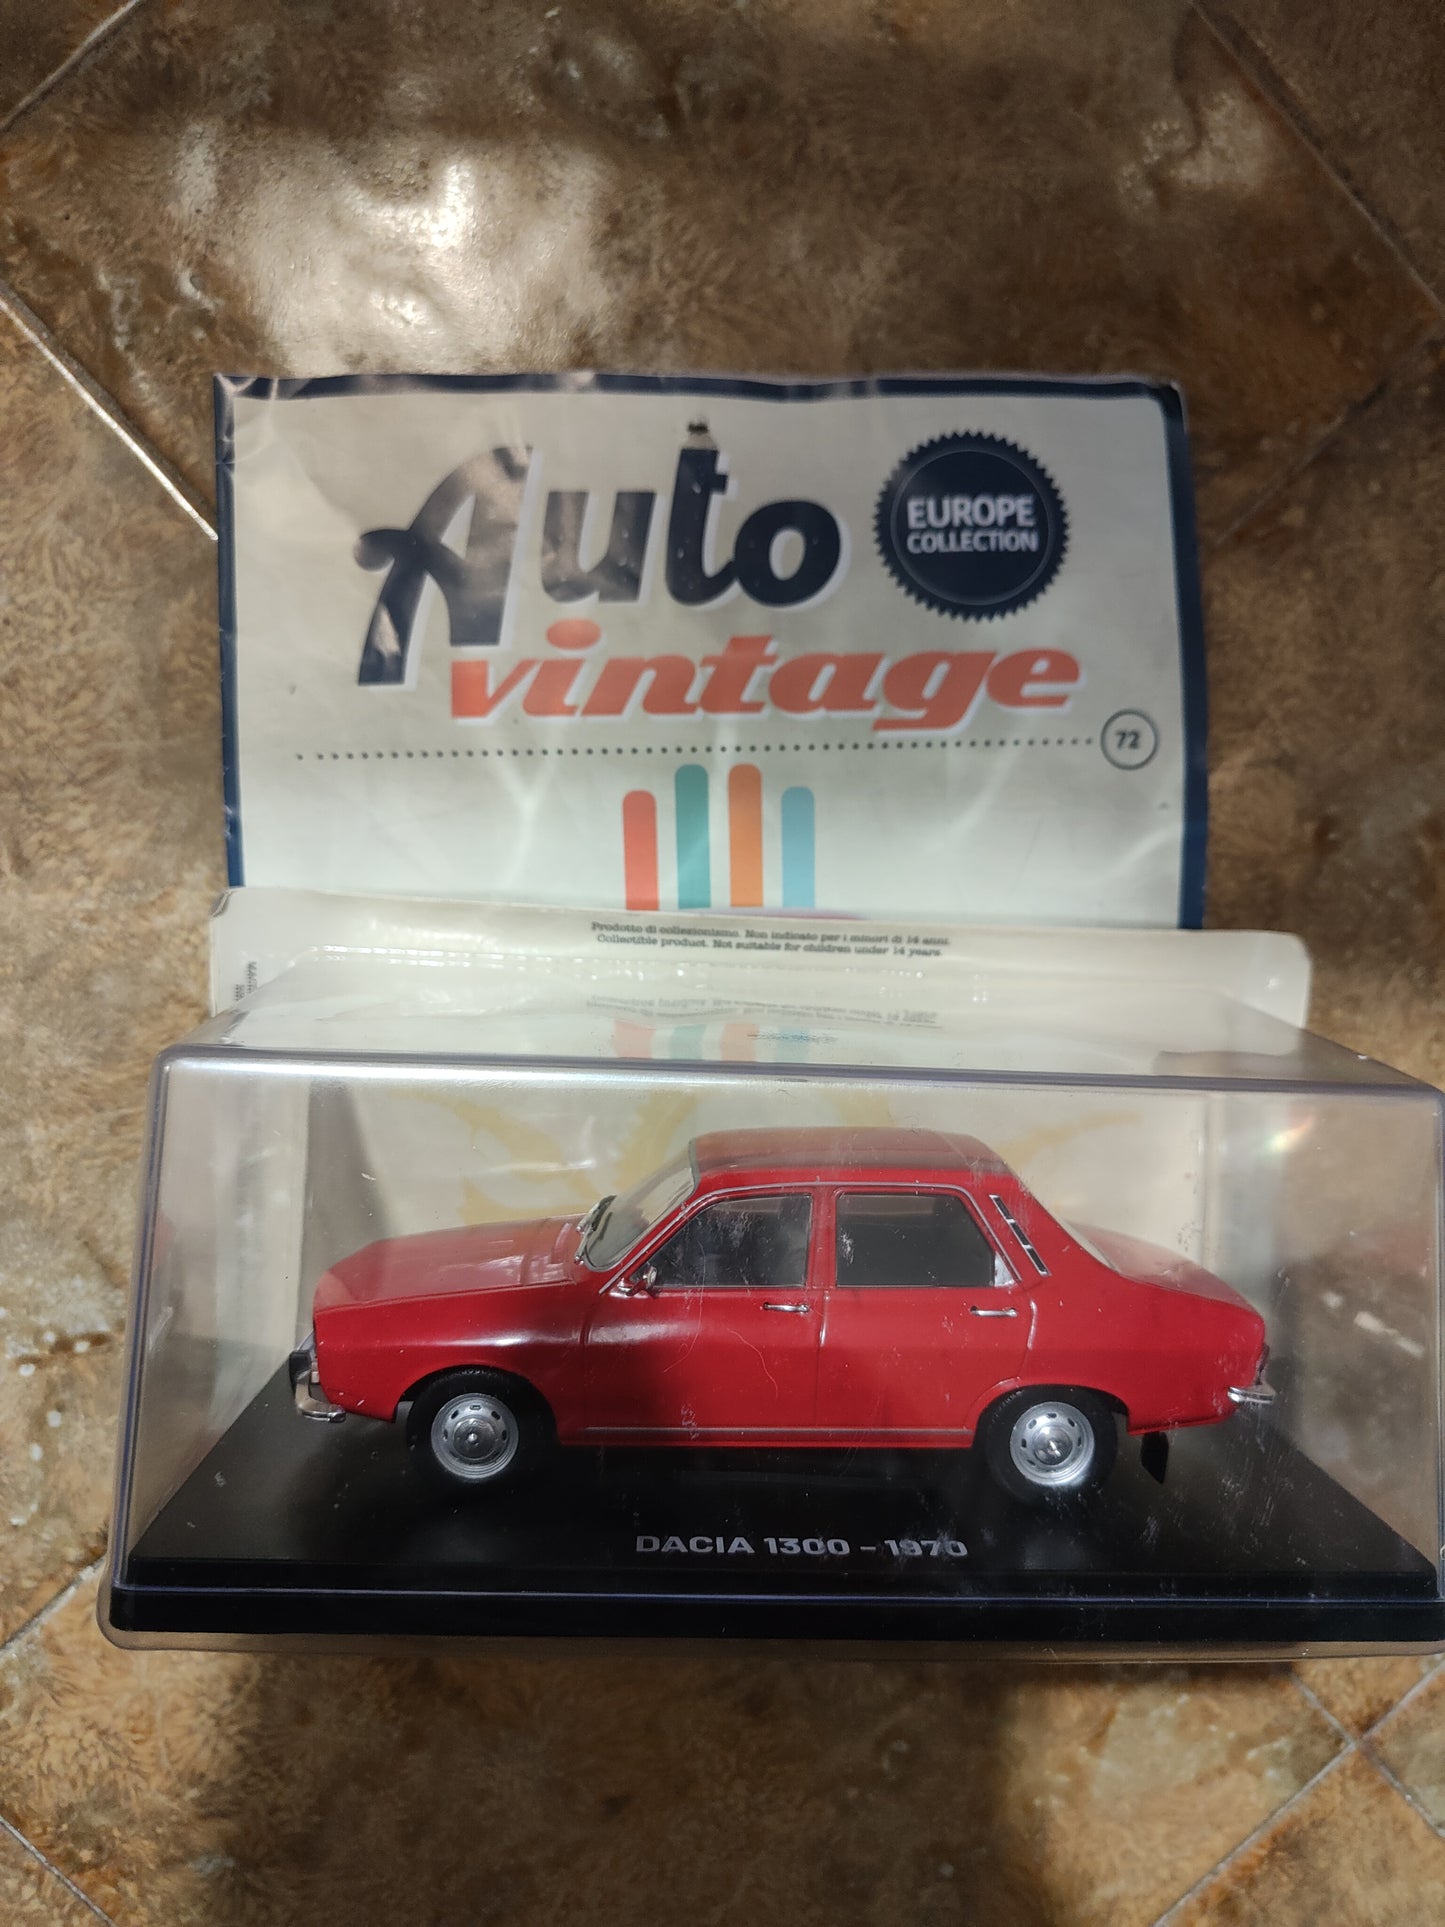 Auto
EUROPE
COLLECTION
vintage
72
Prodotto di collezionismo. Non indicato per i minori di 14 anni.
Collectible product. Not suitable for children under 14 years.
DACIA 1300 - 1970